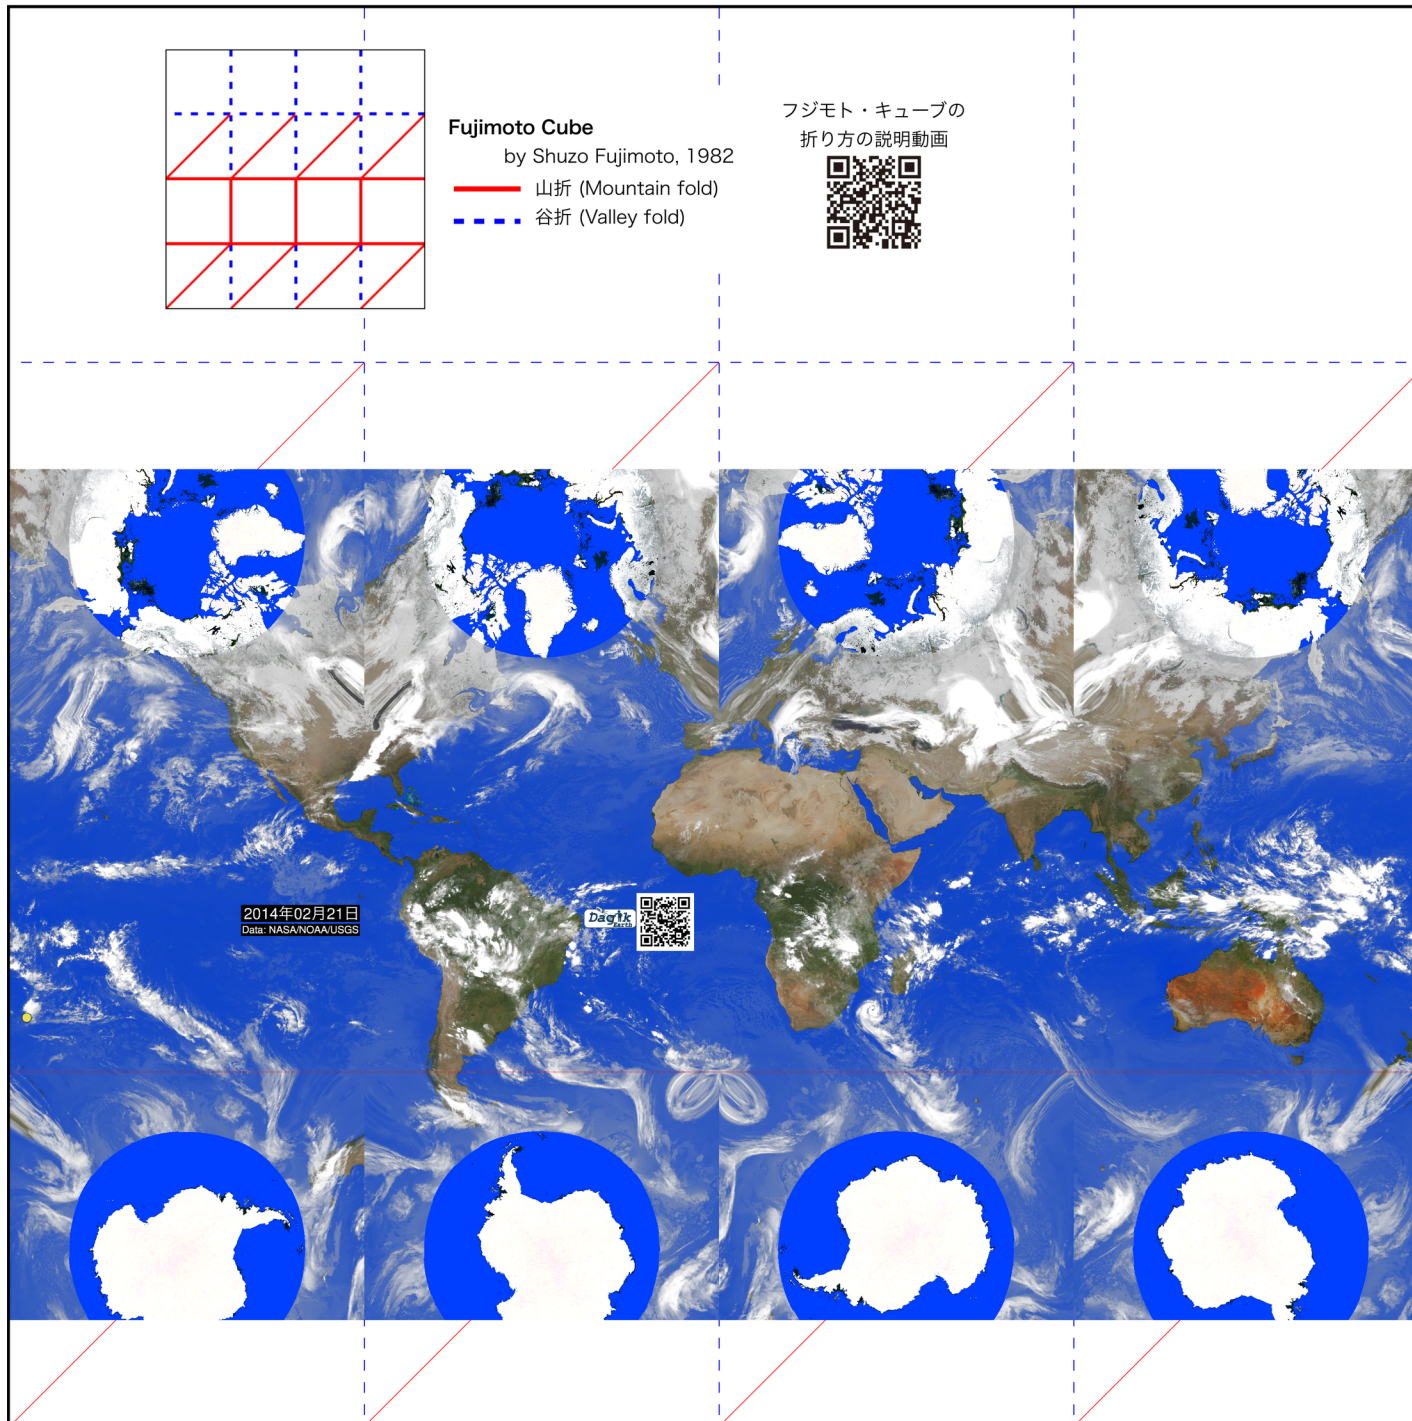 Fujimoto Cube
by Shuzo Fujimoto, 1982
山折 (Mountain fold)
谷折 (Valley fold)
フジモト・キューブの
折り方の説明動画
2014年02月21日
Data: NASA/NOAA/USGS
Dagik
Earth